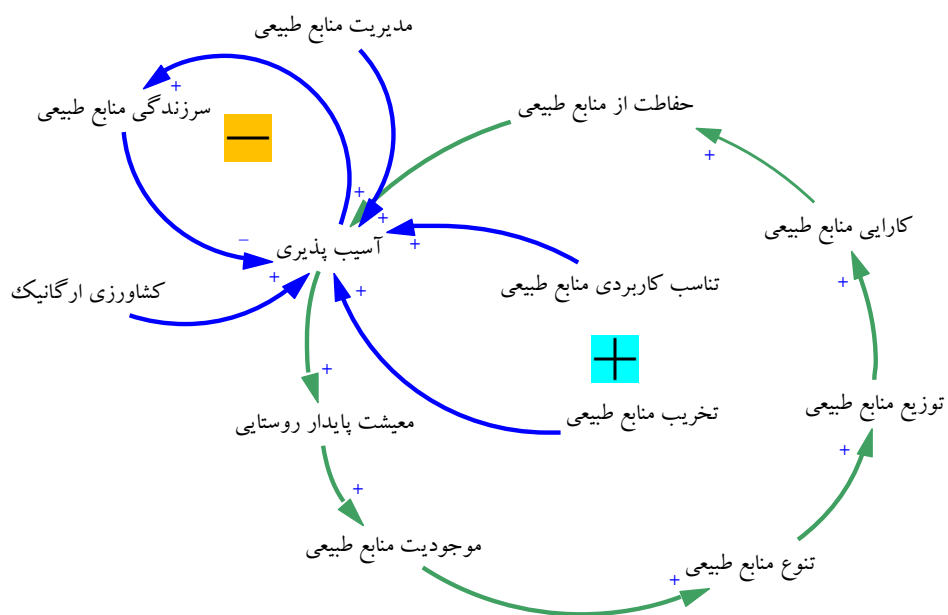 مدیریت منابع طبیعی
سرزندگی منابع طبیعی
حفاطت از منابع طبیعی
آسیب پذیری
کارایی منابع طبیعی
کشاورزی ارگانیک
تناسب کاربردی منابع طبیعی
معیشت پایدار روستایی
تخریب منابع طبیعی
توزیع منابع طبیعی
موجودیت منابع طبیعی
تنوع منابع طبیعی